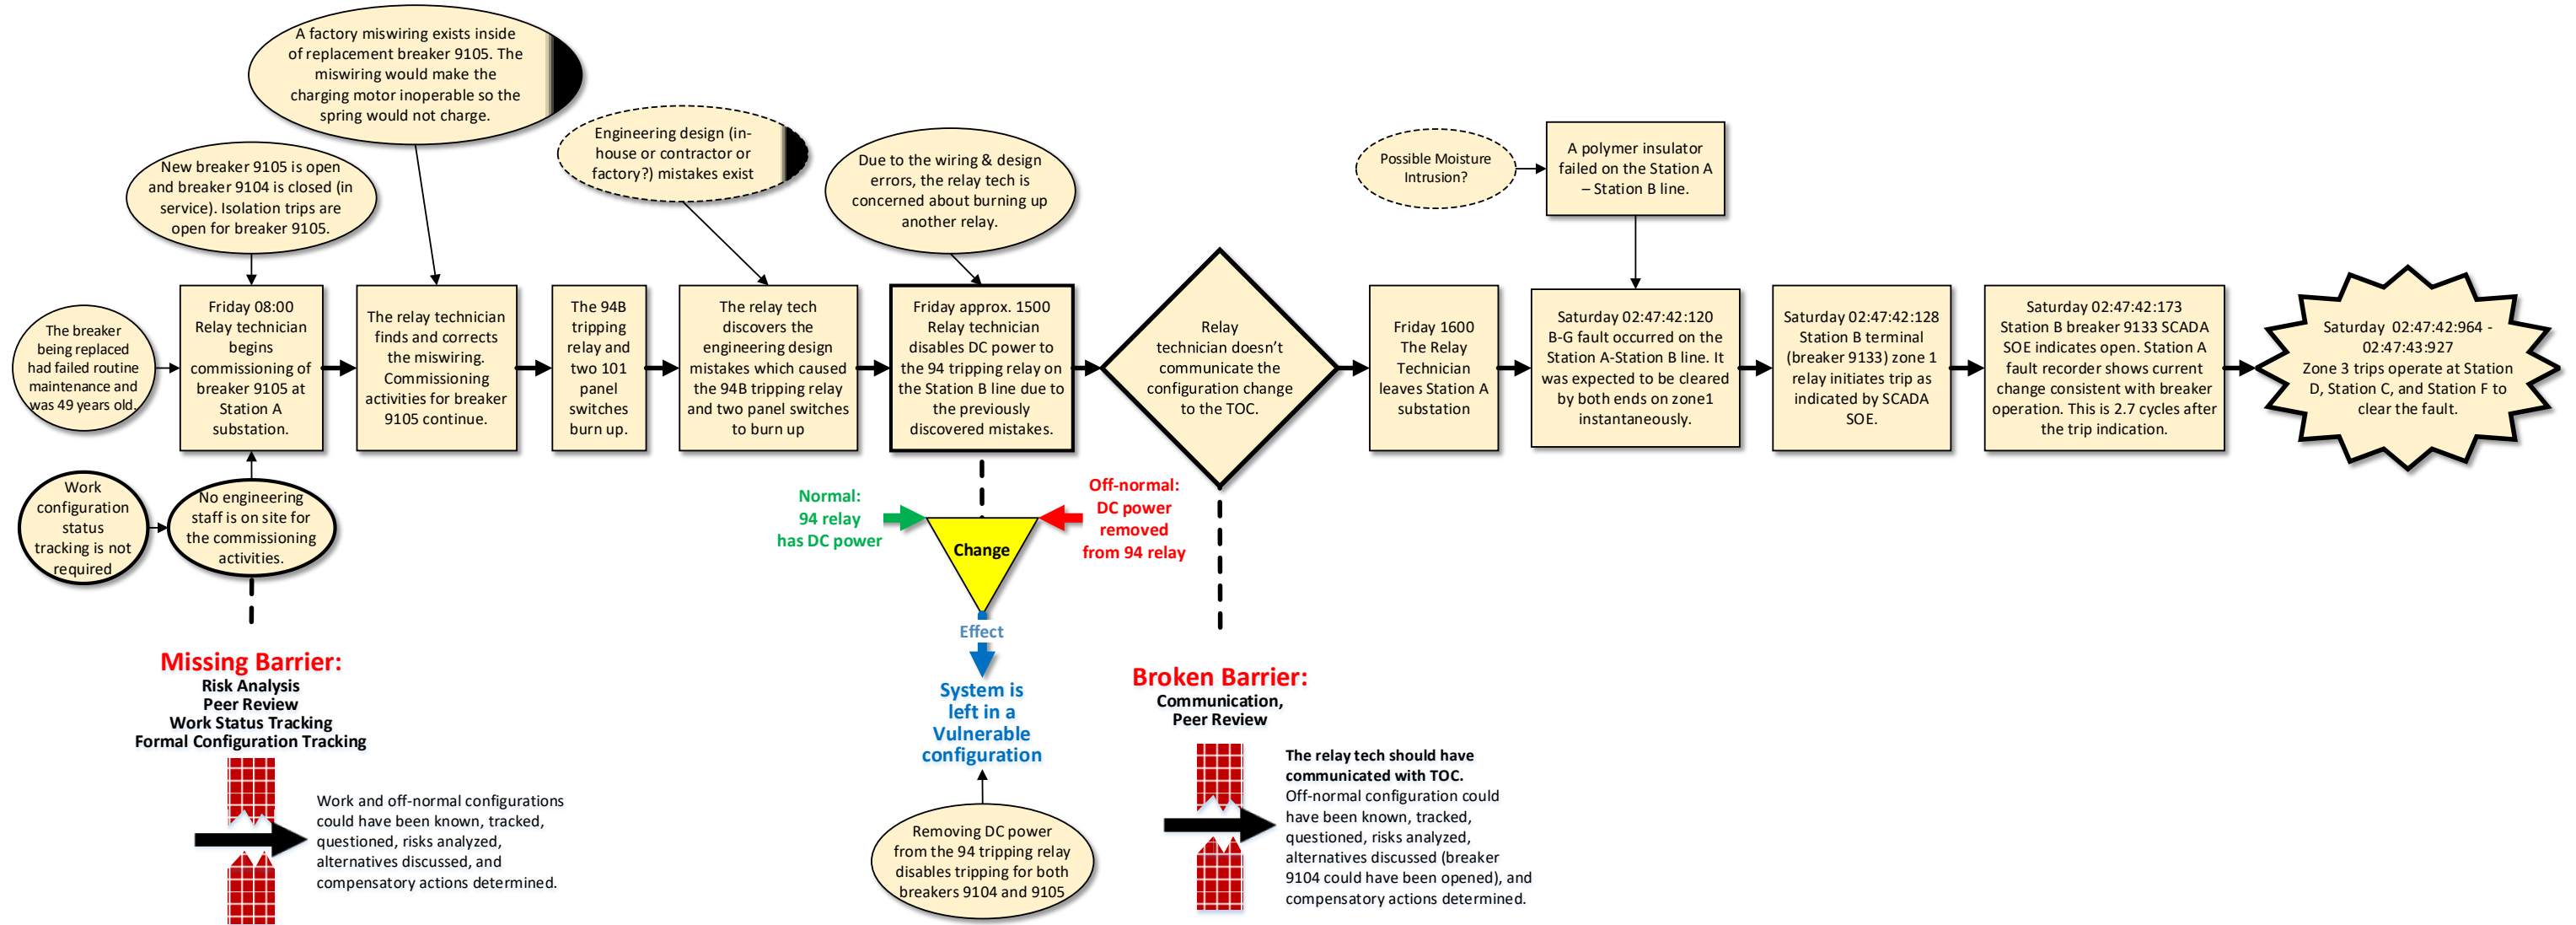 A factory miswiring exists inside
of replacement breaker 9105. The
miswiring would make the
charging motor inoperable so the
spring would not charge.
New breaker 9105 is open
and breaker 9104 is closed (in
service). Isolation trips are
open for breaker 9105.
Engineering design (in-
house or contractor or
factory?) mistakes exist
Due to the wiring & design
errors, the relay tech is
concerned about burning up
another relay.
Possible Moisture
Intrusion?
A polymer insulator
failed on the Station A
– Station B line.
The breaker
being replaced
had failed routine
maintenance and
was 49 years old.
Friday 08:00
Relay technician
begins
commissioning of
breaker 9105 at
Station A
substation.
The relay technician
finds and corrects
the miswiring.
Commissioning
activities for breaker
9105 continue.
The 94B
tripping
relay and
two 101
panel
switches
burn up.
The relay tech
discovers the
engineering design
mistakes which caused
the 94B tripping relay
and two panel switches
to burn up
Friday approx. 1500
Relay technician
disables DC power to
the 94 tripping relay on
the Station B line due to
the previously
discovered mistakes.
Relay
technician doesn’t
communicate the
configuration change
to the TOC.
Friday 1600
The Relay
Technician
leaves Station A
substation
Saturday 02:47:42:120
B-G fault occurred on the
Station A-Station B line. It
was expected to be cleared
by both ends on zone1
instantaneously.
Saturday 02:47:42:128
Station B terminal
(breaker 9133) zone 1
relay initiates trip as
indicated by SCADA
SOE.
Saturday 02:47:42:173
Station B breaker 9133 SCADA
SOE indicates open. Station A
fault recorder shows current
change consistent with breaker
operation. This is 2.7 cycles after
the trip indication.
Saturday  02:47:42:964 -
02:47:43:927
Zone 3 trips operate at Station
D, Station C, and Station F to
clear the fault.
Work
configuration
status
tracking is not
required
No engineering
staff is on site for
the commissioning
activities.
Normal:
94 relay
has DC power
Change
Off-normal:
DC power
removed
from 94 relay
Effect
System is
left in a
Vulnerable
configuration
Removing DC power
from the 94 tripping relay
disables tripping for both
breakers 9104 and 9105
Missing Barrier:
Risk Analysis
Peer Review
Work Status Tracking
Formal Configuration Tracking
Work and off-normal configurations
could have been known, tracked,
questioned, risks analyzed,
alternatives discussed, and
compensatory actions determined.
Broken Barrier:
Communication,
Peer Review
The relay tech should have
communicated with TOC.
Off-normal configuration could
have been known, tracked,
questioned, risks analyzed,
alternatives discussed (breaker
9104 could have been opened), and
compensatory actions determined.